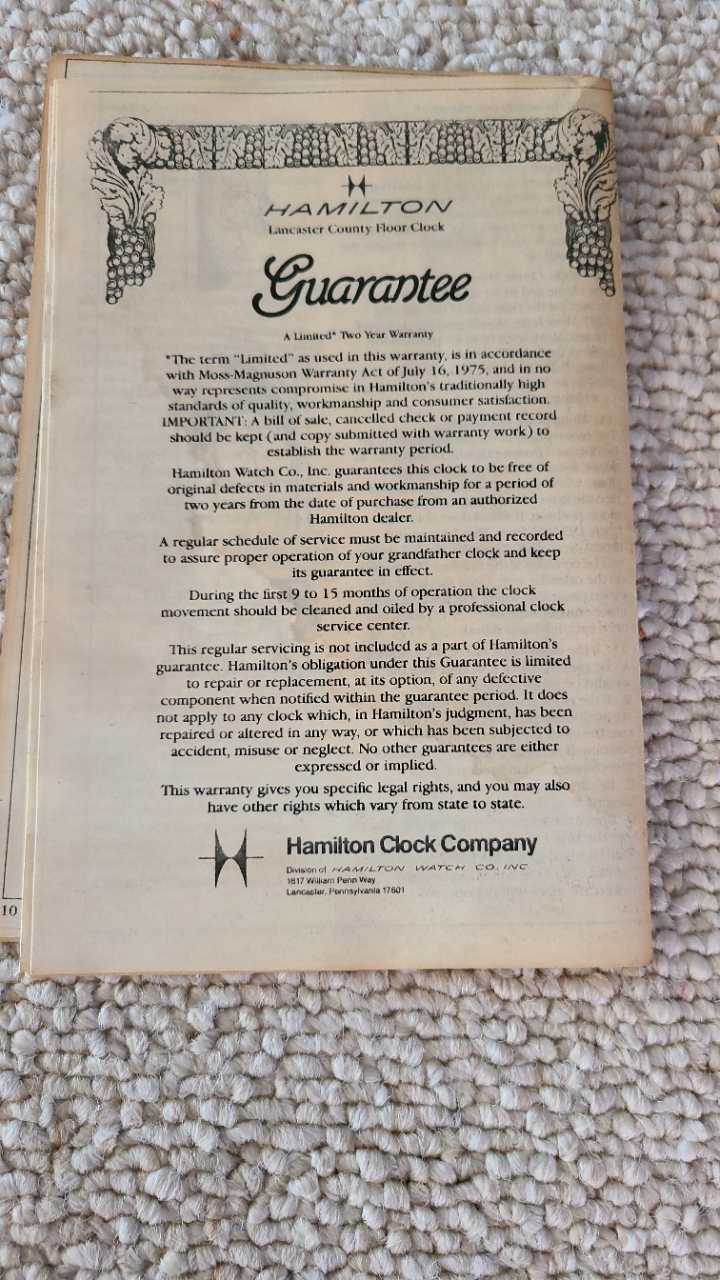 HAMILTON
Lancaster County Floor Clock
Guarantee
A Limited* Two Year Warranty
*The term "Limited" as used in this warranty, is in accordance
with Moss-Magnuson Warranty Act of July 16, 1975, and in no
way represents compromise in Hamilton's traditionally high
standards of quality, workmanship and consumer satisfaction.
IMPORTANT: A bill of sale, cancelled check or payment record
should be kept (and copy submitted with warranty work) to
establish the warranty period.
Hamilton Watch Co., Inc. guarantees this clock to be free of
original defects in materials and workmanship for a period of
two years from the date of purchase from an authorized
Hamilton dealer.
A regular schedule of service must be maintained and recorded
to assure proper operation of your grandfather clock and keep
its guarantee in effect.
During the first 9 to 15 months of operation the clock
movement should be cleaned and oiled by a professional clock
service center.
This regular servicing is not included as a part of Hamilton's
guarantee. Hamilton's obligation under this Guarantee is limited
to repair or replacement, at its option, of any defective
component when notified within the guarantee period. It does
not apply to any clock which, in Hamilton's judgment, has been
repaired or altered in any way, or which has been subjected to
accident, misuse or neglect. No other guarantees are either
expressed or implied.
This warranty gives you specific legal rights, and you may also
have other rights which vary from state to state.
Hamilton Clock Company
Division of HAMILTON WATCH CO. INC
1817 William Penn Way
Lancaster, Pennsylvania 17601
10